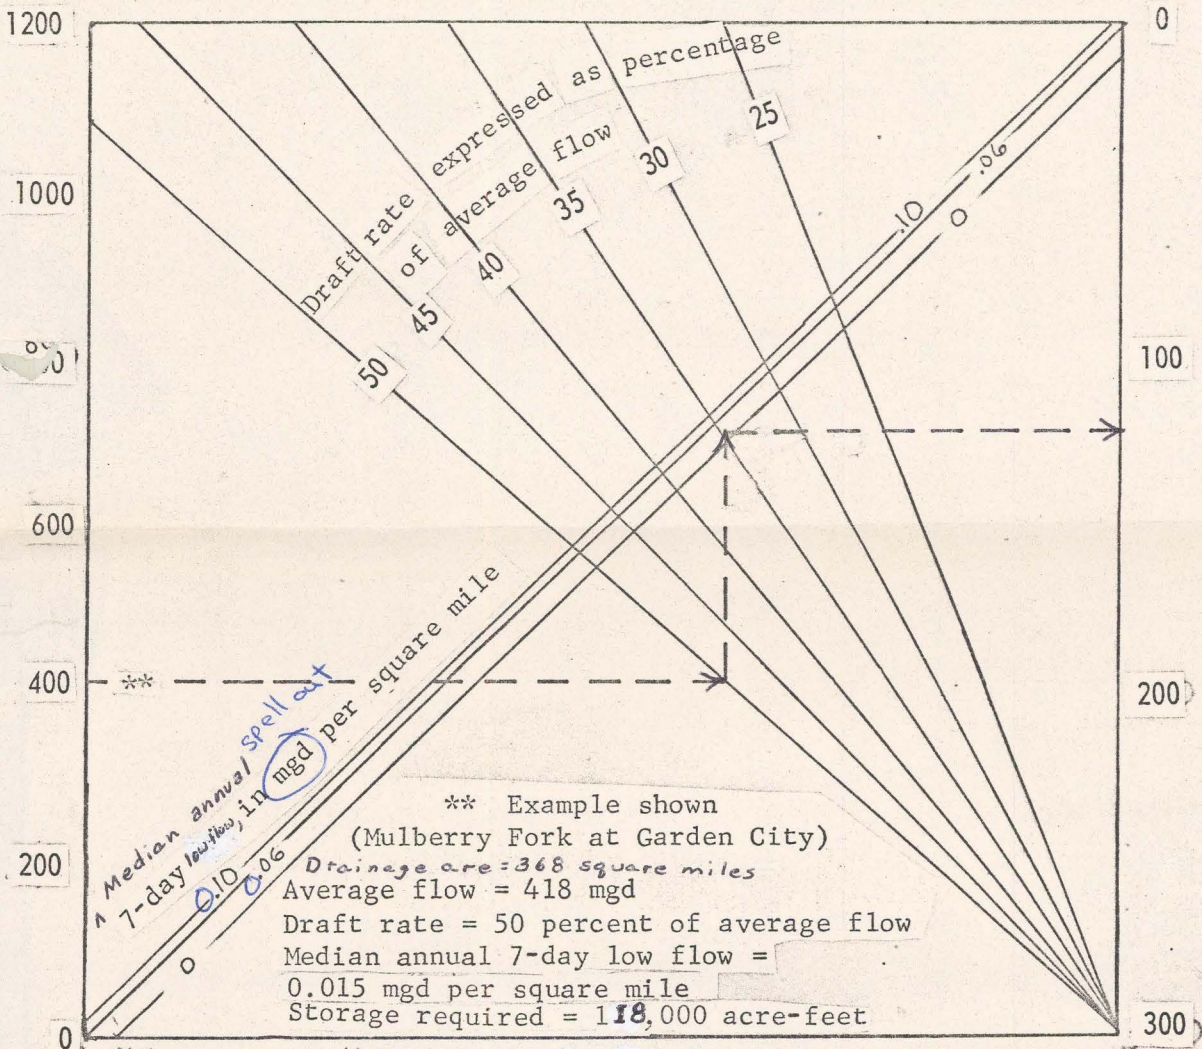 1200
1000
600
400
200
0
0
100
200
300
Draft rate expressed as percentage
of average flow
25
30
35
40
45
50
.10
.06
0
**
Median annual spell out
7-day low flow, in mgd per square mile
0.10
0.06
0
** Example shown
(Mulberry Fork at Garden City)
Drainage are = 368 square miles
Average flow = 418 mgd
Draft rate = 50 percent of average flow
Median annual 7-day low flow =
0.015 mgd per square mile
Storage required = 118,000 acre-feet